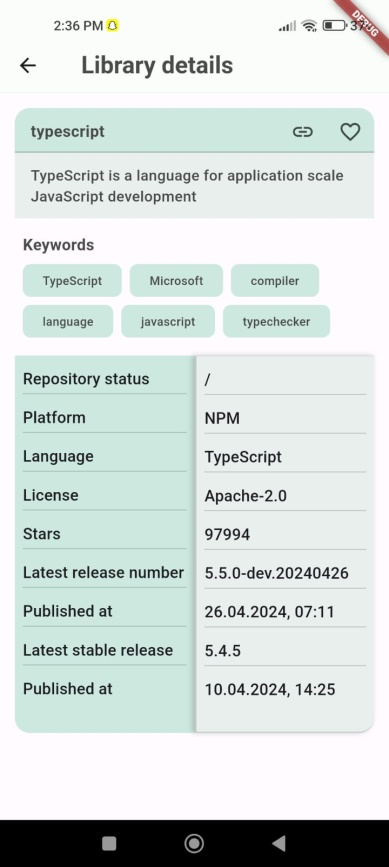 2:36 PM
DEBUG
Library details
typescript
TypeScript is a language for application scale
JavaScript development
Keywords
TypeScript Microsoft compiler
language javascript typechecker
Repository status /
Platform NPM
Language TypeScript
License Apache-2.0
Stars 97994
Latest release number 5.5.0-dev.20240426
Published at 26.04.2024, 07:11
Latest stable release 5.4.5
Published at 10.04.2024, 14:25